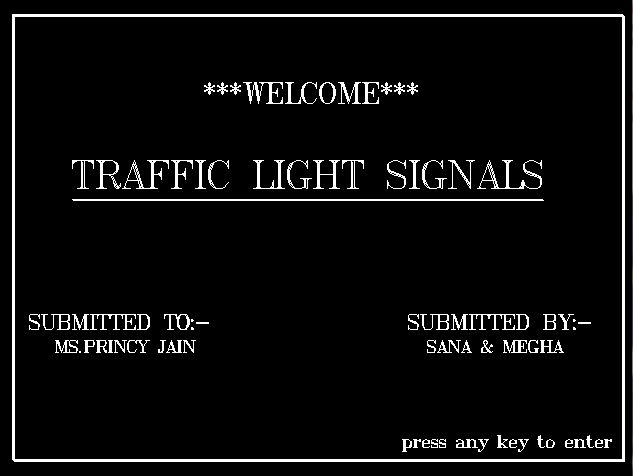 ***WELCOME***
TRAFFIC LIGHT SIGNALS
SUBMITTED TO:-
MS.PRINCY JAIN
SUBMITTED BY:-
SANA & MEGHA
press any key to enter